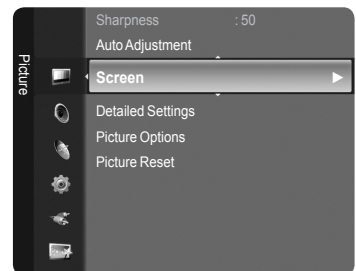 Picture
Sharpness : 50
Auto Adjustment
Screen
Detailed Settings
Picture Options
Picture Reset